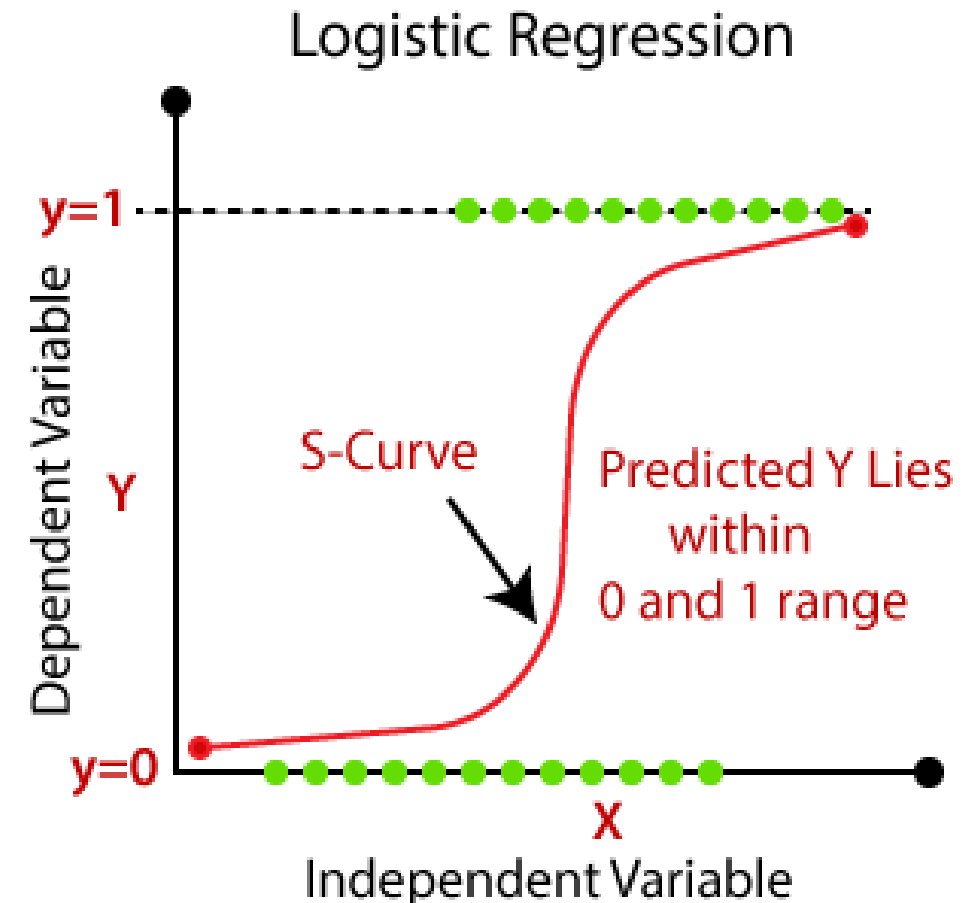 Logistic Regression
y=1
Dependent Variable
Y
S-Curve
Predicted Y Lies
within
0 and 1 range
y=0
X
Independent Variable